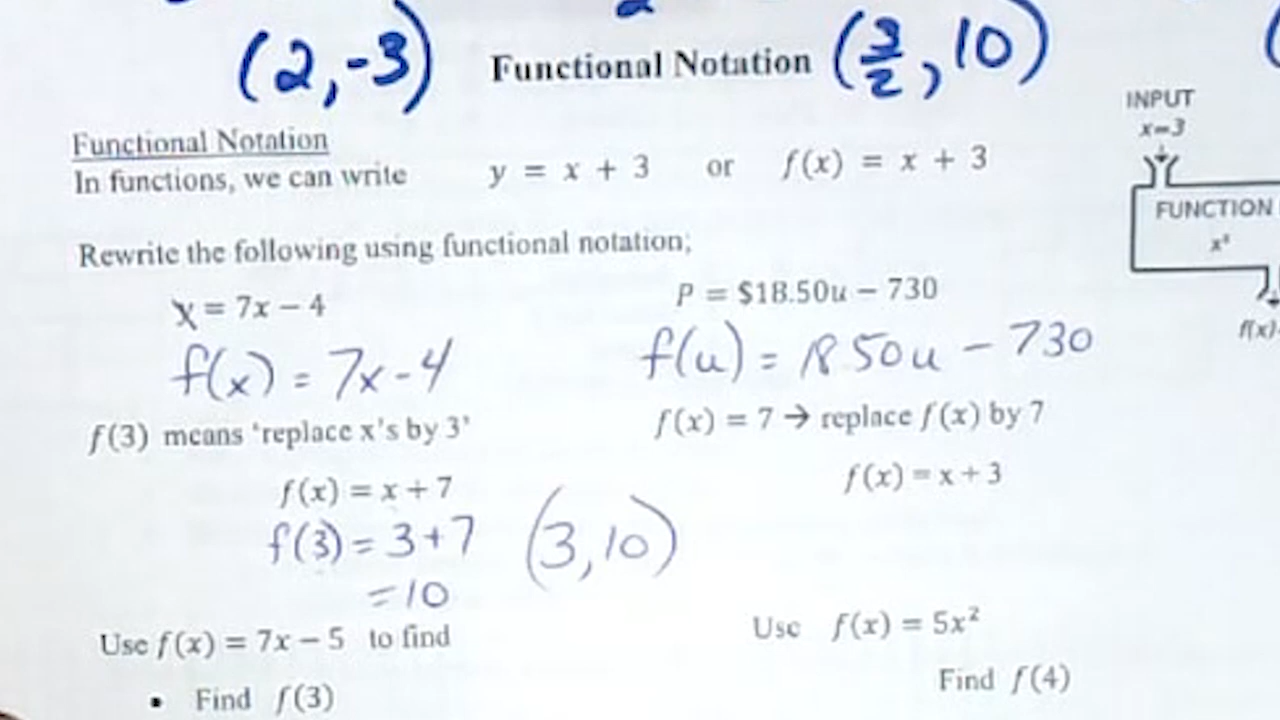 (2,-3) Functional Notation (3/2, 10)
INPUT
x=3
Functional Notation
In functions, we can write y = x + 3 or f(x) = x + 3
FUNCTION
Rewrite the following using functional notation;
y = 7x − 4 P = $18.50u − 730
f(x) = 7x-4 f(u) = 18.50u − 730
f(x)
f(3) means 'replace x's by 3' f(x) = 7 → replace f(x) by 7
f(x) = x + 7 f(x) = x + 3
f(3) = 3+7 (3,10)
=10
Use f(x) = 7x − 5 to find Use f(x) = 5x²
• Find f(3) Find f(4)